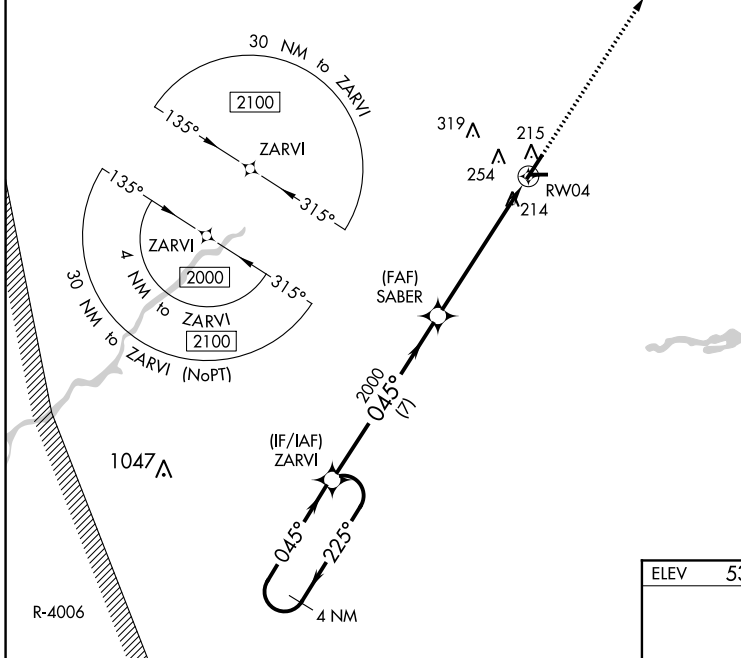 30 NM to ZARVI
2100
135°
ZARVI
315°
135°
ZARVI
315°
4 NM to ZARVI
2000
30 NM to ZARVI (NoPT)
2100
319
215
254
RW04
214
(FAF)
SABER
2000
045°
(7)
(IF/IAF)
ZARVI
1047
045°
225°
4 NM
R-4006
ELEV 53